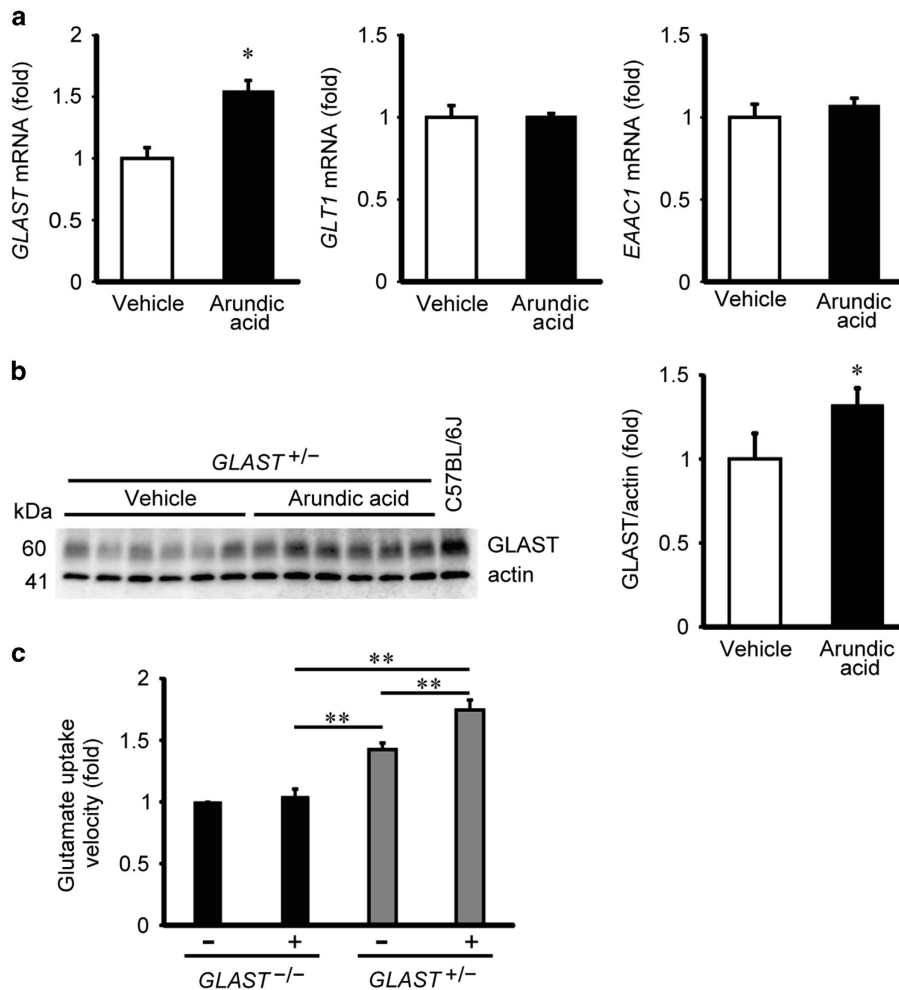 a
GLAST mRNA (fold)
2
1.5
1
0.5
0
*
Vehicle
Arundic
acid
GLT1 mRNA (fold)
1.5
1
0.5
0
Vehicle
Arundic
acid
EAAC1 mRNA (fold)
1.5
1
0.5
0
Vehicle
Arundic
acid
b
GLAST+/–
C57BL/6J
Vehicle
Arundic acid
kDa
60
GLAST
41
actin
GLAST/actin (fold)
1.5
1
0.5
0
*
Vehicle
Arundic
acid
c
Glutamate uptake
velocity (fold)
2
1.5
1
0.5
0
**
**
**
– + – +
GLAST–/– GLAST+/–